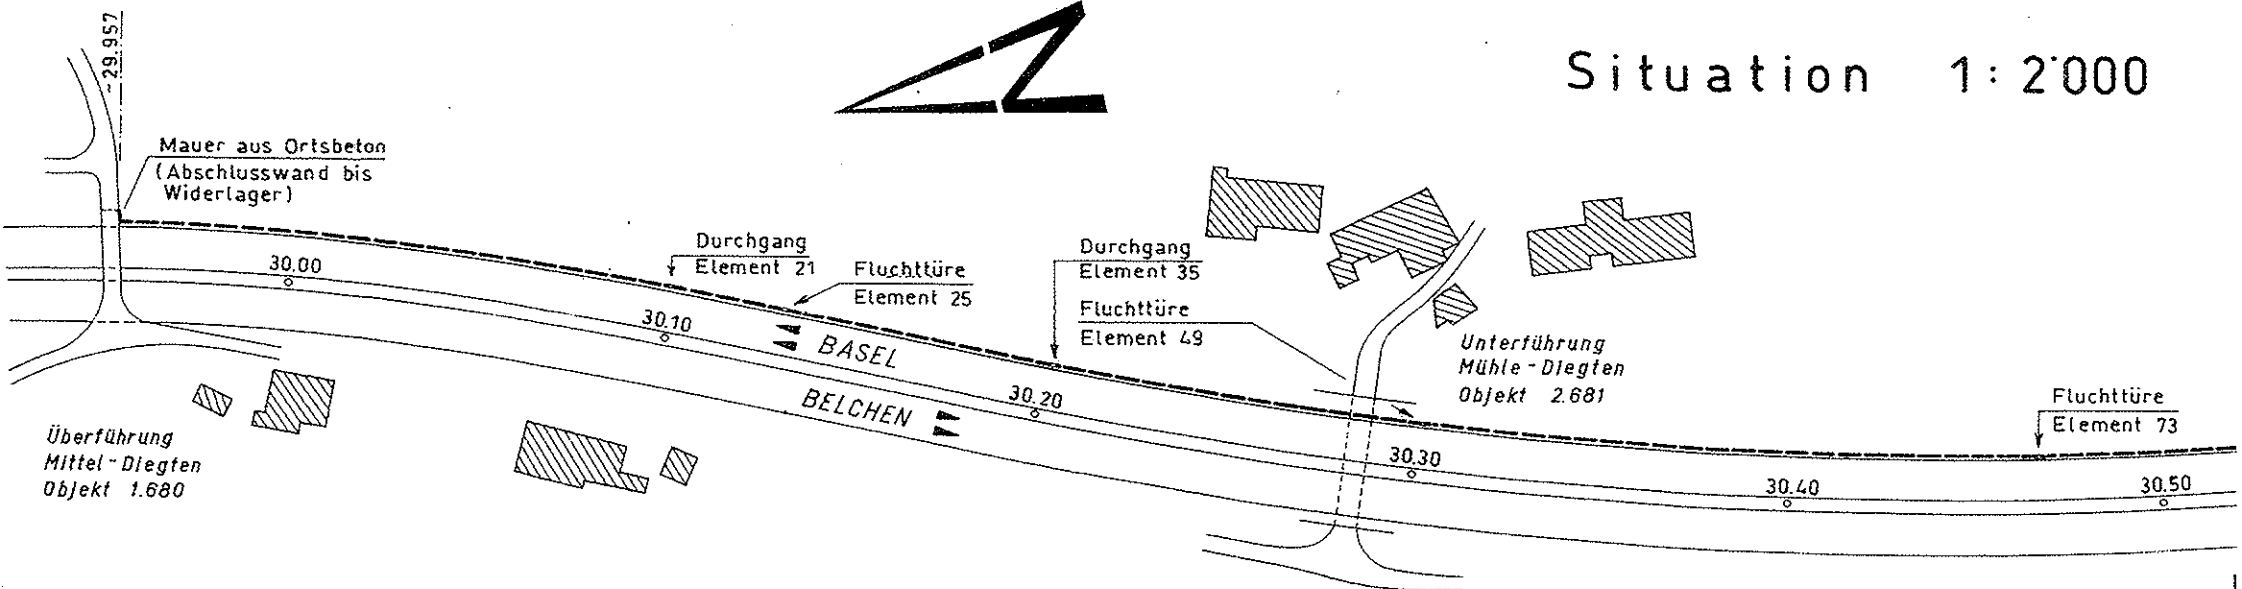 ~29.957
Situation 1:2'000
Mauer aus Ortsbeton
(Abschlusswand bis
Widerlager)
30.00
Durchgang
Element 21
Fluchttüre
Element 25
Durchgang
Element 35
Fluchttüre
Element 49
30.10
BASEL
BELCHEN
30.20
Unterführung
Mühle-Diegten
Objekt 2.681
Fluchttüre
Element 73
Überführung
Mittel-Diegten
Objekt 1.680
30.30
30.40
30.50